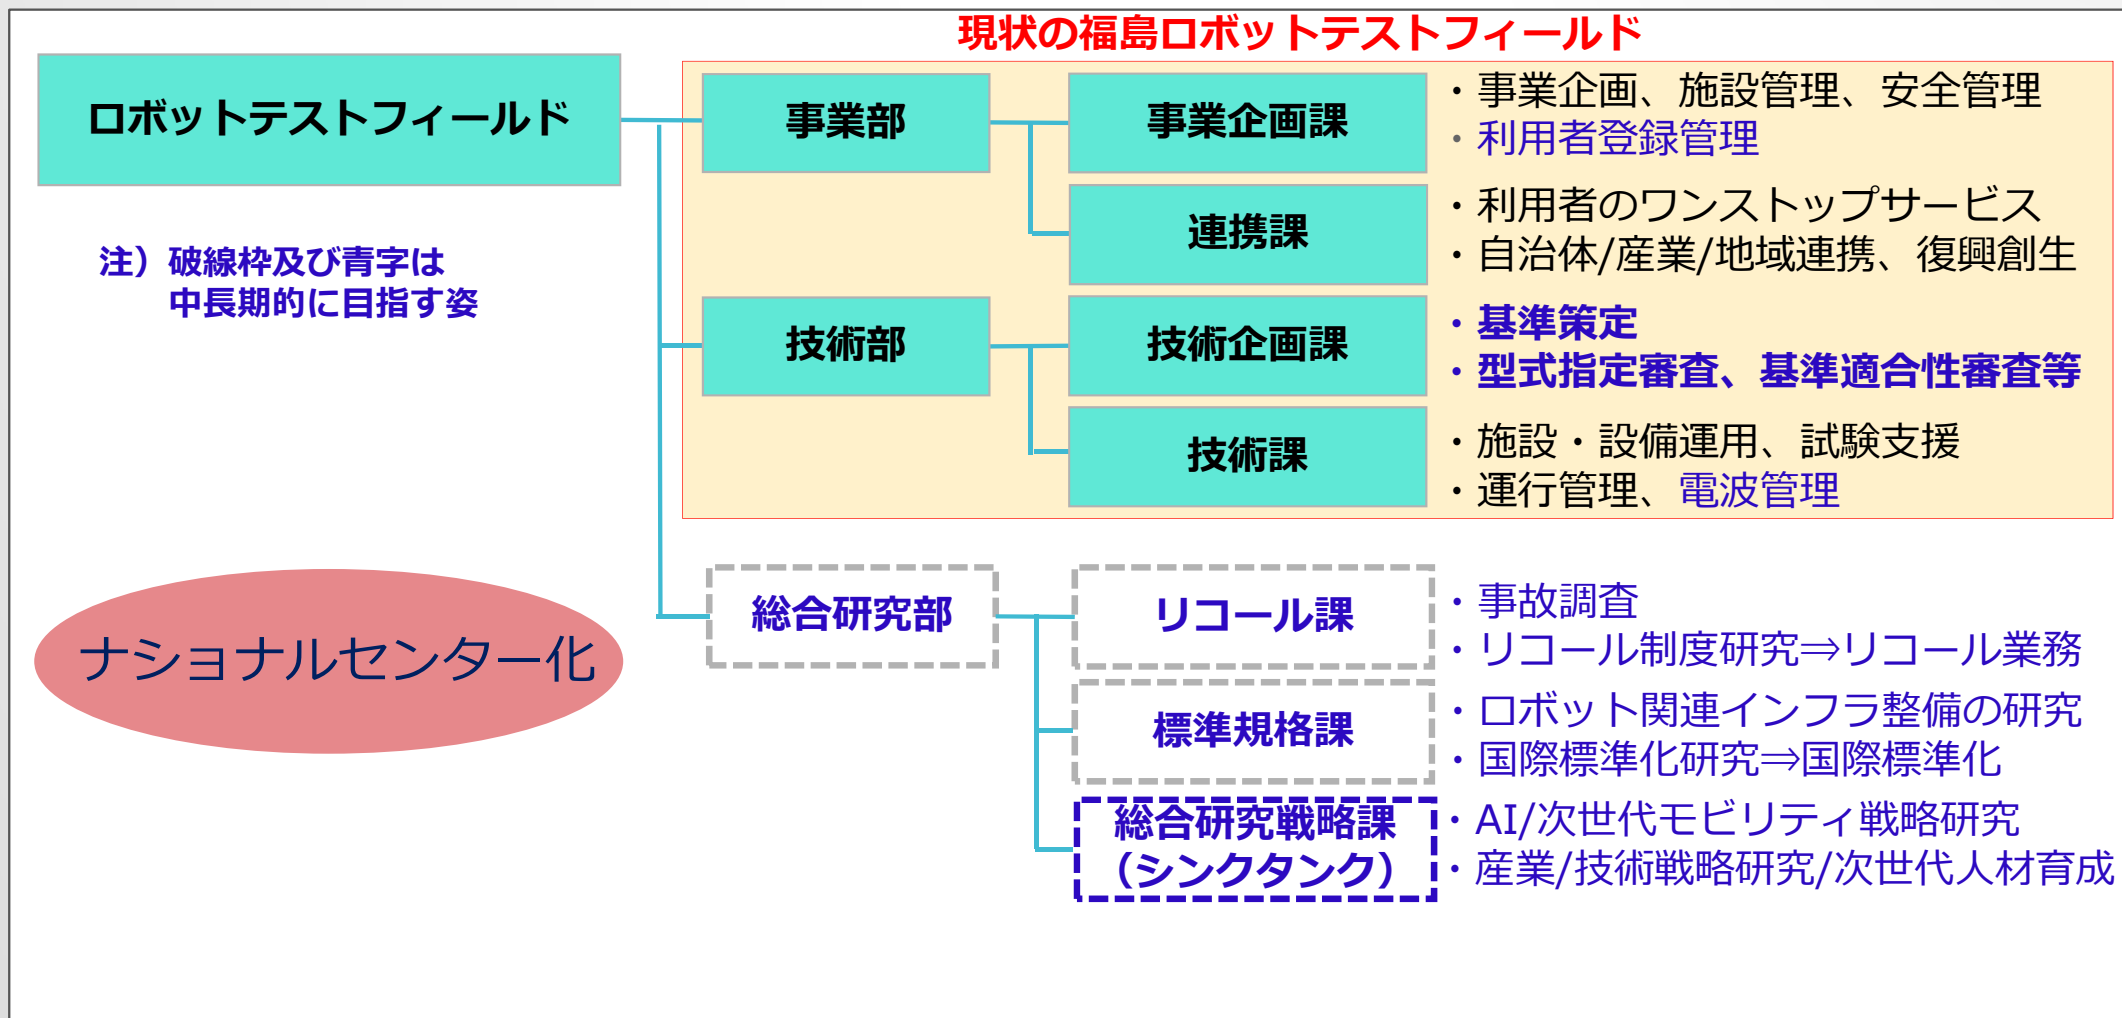 現状の福島ロボットテストフィールド
ロボットテストフィールド
注）破線枠及び青字は
中長期的に目指す姿
ナショナルセンター化
事業部
事業企画課
・事業企画、施設管理、安全管理
・利用者登録管理
連携課
・利用者のワンストップサービス
・自治体/産業/地域連携、復興創生
技術部
技術企画課
・基準策定
・型式指定審査、基準適合性審査等
技術課
・施設・設備運用、試験支援
・運行管理、電波管理
総合研究部
リコール課
・事故調査
・リコール制度研究⇒リコール業務
標準規格課
・ロボット関連インフラ整備の研究
・国際標準化研究⇒国際標準化
総合研究戦略課
（シンクタンク）
・AI/次世代モビリティ戦略研究
・産業/技術戦略研究/次世代人材育成